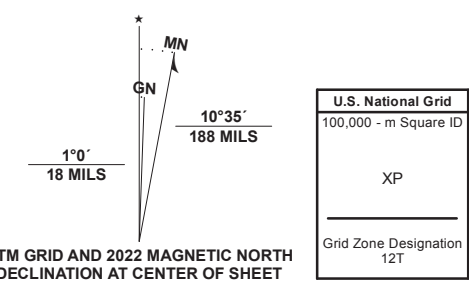 MN
GN
10°35´
188 MILS
1°0´
18 MILS
TM GRID AND 2022 MAGNETIC NORTH
DECLINATION AT CENTER OF SHEET
U.S. National Grid
100,000 - m Square ID
XP
Grid Zone Designation
12T